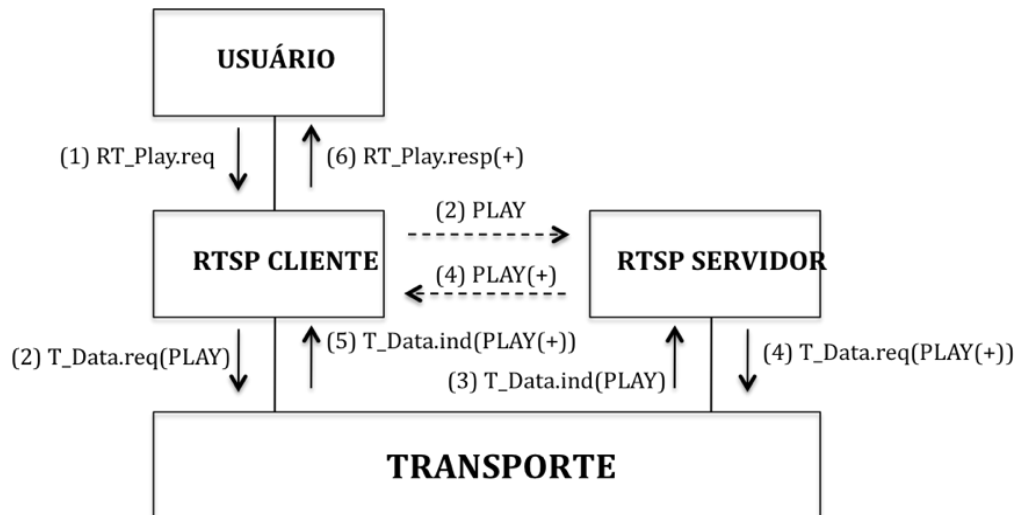 USUÁRIO
(1) RT_Play.req
(6) RT_Play.resp(+)
(2) PLAY
RTSP CLIENTE
RTSP SERVIDOR
(4) PLAY(+)
(2) T_Data.req(PLAY)
(5) T_Data.ind(PLAY(+))
(3) T_Data.ind(PLAY)
(4) T_Data.req(PLAY(+))
TRANSPORTE